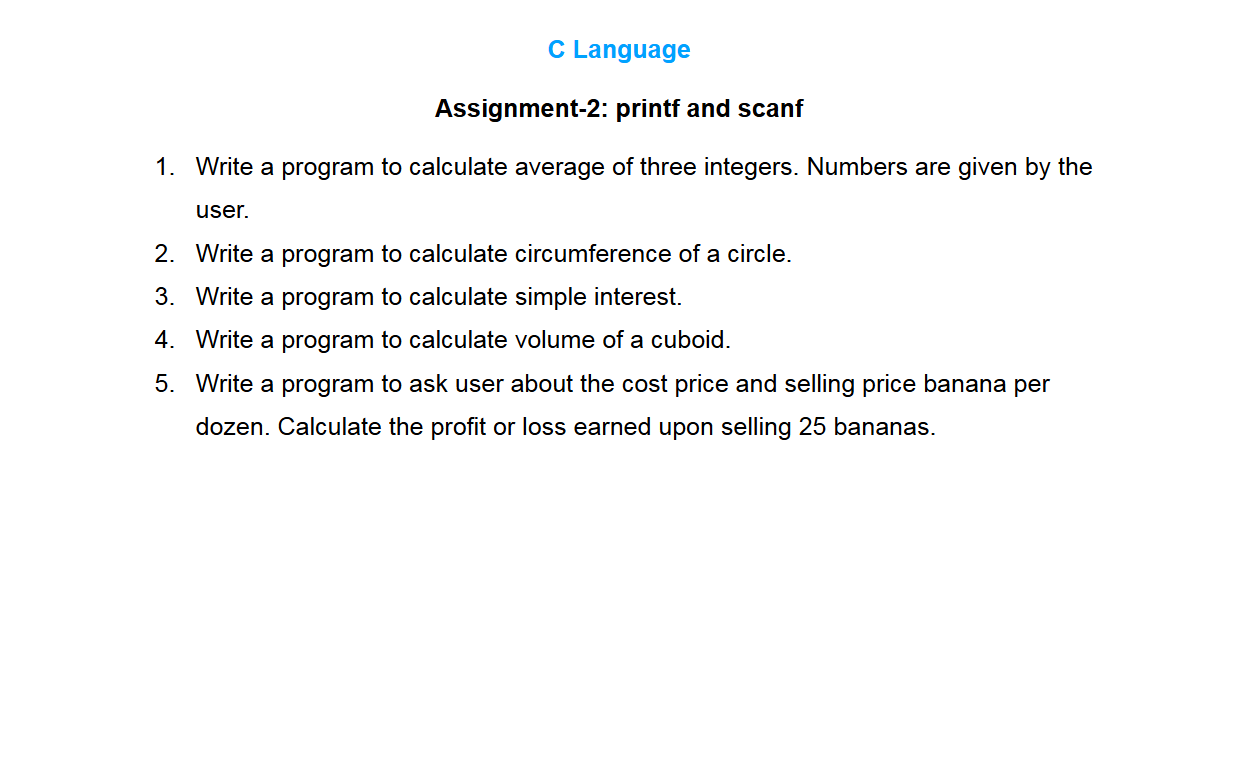 C Language
Assignment-2: printf and scanf
1. Write a program to calculate average of three integers. Numbers are given by the
user.
2. Write a program to calculate circumference of a circle.
3. Write a program to calculate simple interest.
4. Write a program to calculate volume of a cuboid.
5. Write a program to ask user about the cost price and selling price banana per
dozen. Calculate the profit or loss earned upon selling 25 bananas.